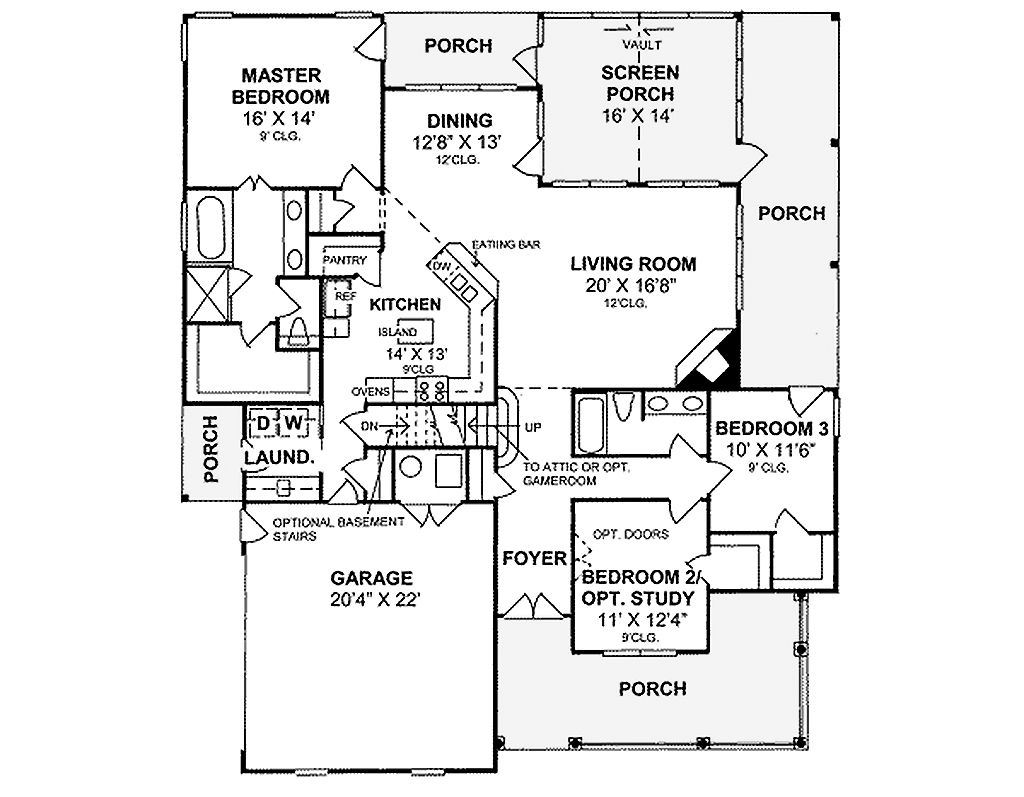 PORCH
VAULT
MASTER
BEDROOM
16' X 14'
9' CLG.
SCREEN
PORCH
16' X 14'
DINING
12'8" X 13'
12'CLG.
PORCH
EATIING BAR
PANTRY
DW
LIVING ROOM
20' X 16'8"
12'CLG.
REF
KITCHEN
ISLAND
14' X 13'
9'CLG
OVENS
PORCH
D W
LAUND.
DN
UP
BEDROOM 3
10' X 11'6"
9' CLG.
TO ATTIC OR OPT.
GAMEROOM
OPTIONAL BASEMENT
STAIRS
OPT. DOORS
FOYER
GARAGE
20'4" X 22'
BEDROOM 2/
OPT. STUDY
11' X 12'4"
9'CLG.
PORCH